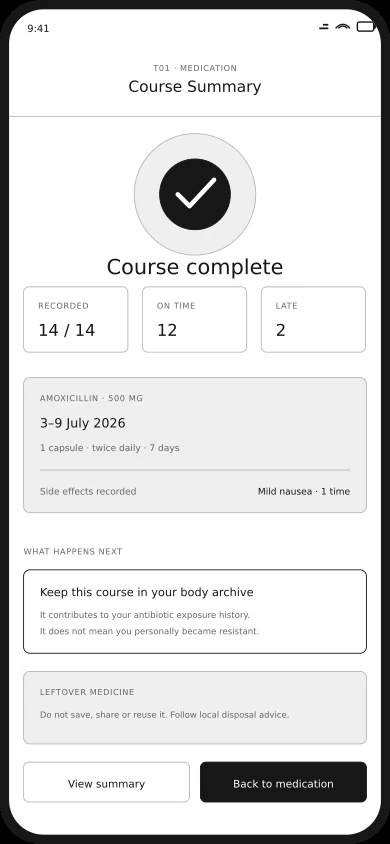 9:41
T01 · MEDICATION
Course Summary
Course complete
RECORDED
14 / 14
ON TIME
12
LATE
2
AMOXICILLIN · 500 MG
3–9 July 2026
1 capsule · twice daily · 7 days
Side effects recorded
Mild nausea · 1 time
WHAT HAPPENS NEXT
Keep this course in your body archive
It contributes to your antibiotic exposure history.
It does not mean you personally became resistant.
LEFTOVER MEDICINE
Do not save, share or reuse it. Follow local disposal advice.
View summary
Back to medication